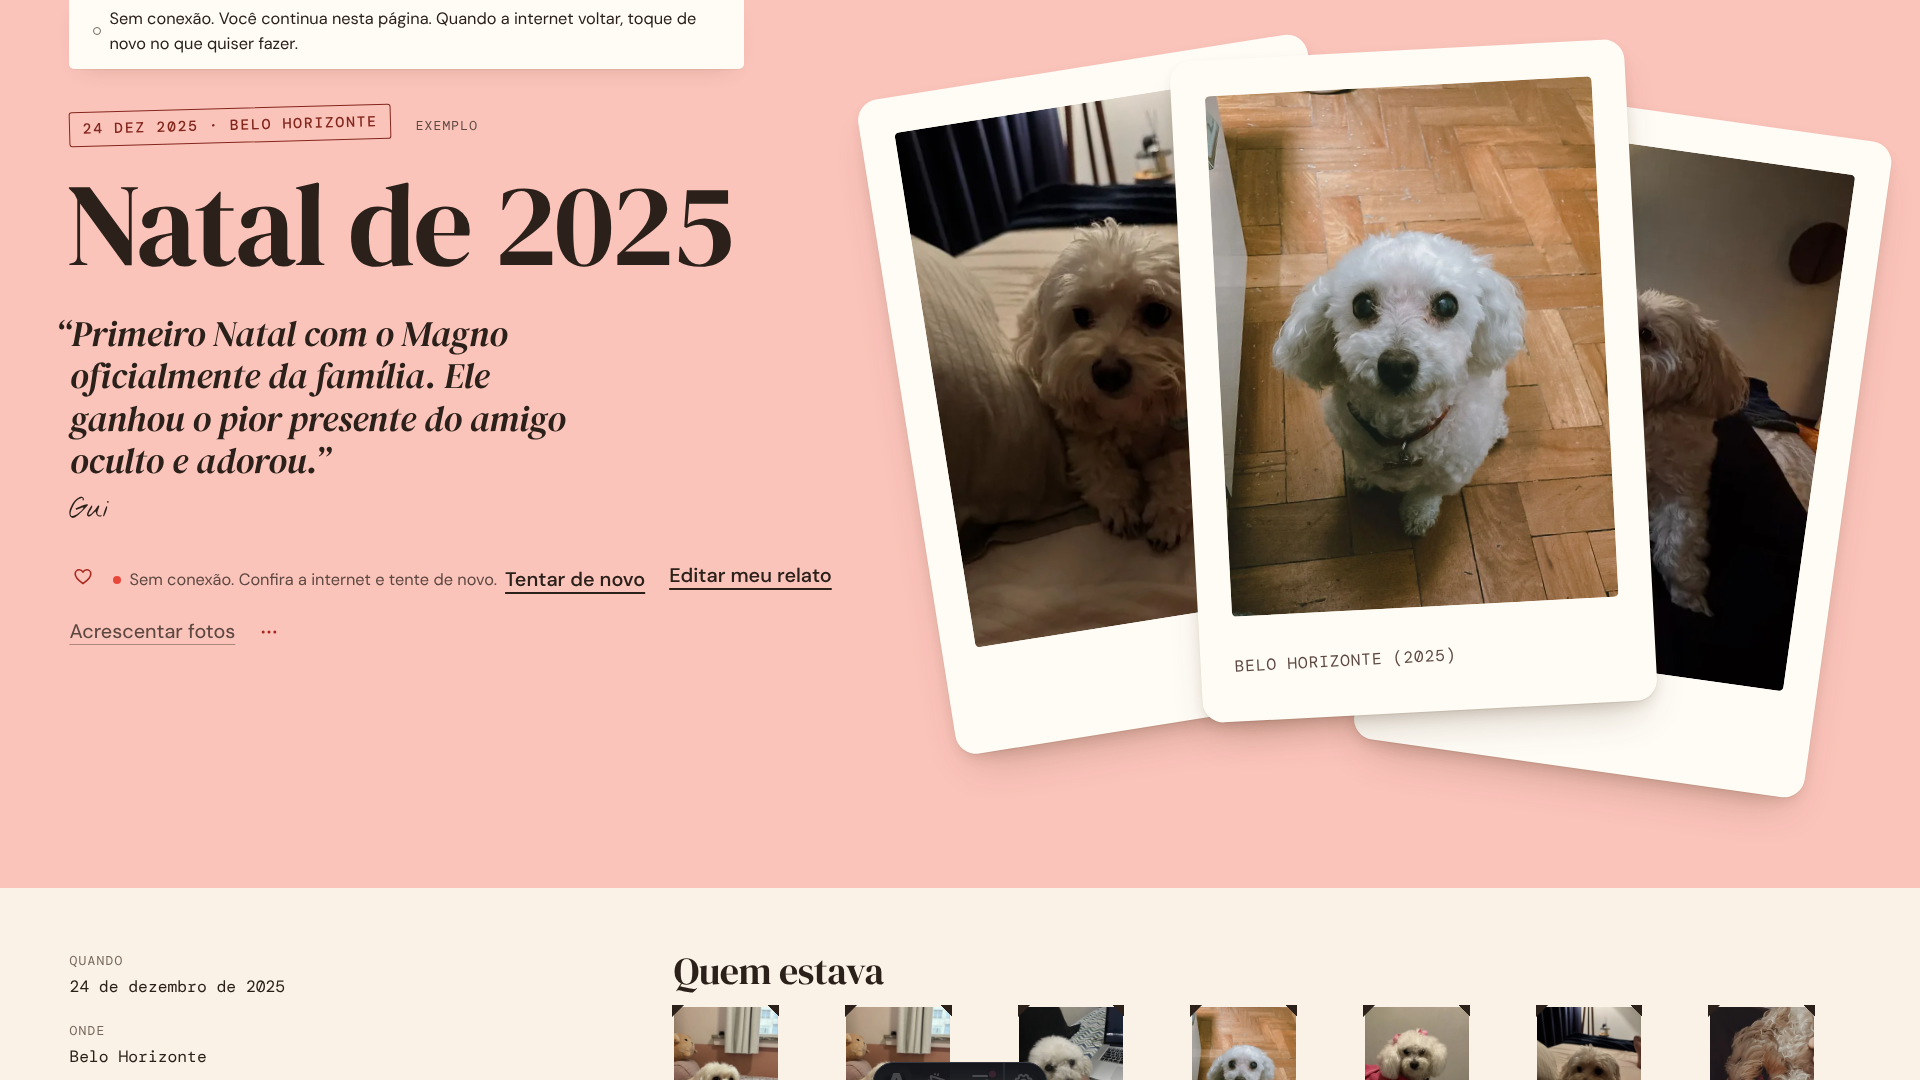 Sem conexão. Você continua nesta página. Quando a internet voltar, toque de
novo no que quiser fazer.
24 DEZ 2025 · BELO HORIZONTE
EXEMPLO
Natal de 2025
“Primeiro Natal com o Magno
oficialmente da família. Ele
ganhou o pior presente do amigo
oculto e adorou.”
Gui
Sem conexão. Confira a internet e tente de novo. Tentar de novo
Editar meu relato
Acrescentar fotos
BELO HORIZONTE (2025)
QUANDO
24 de dezembro de 2025
ONDE
Belo Horizonte
Quem estava